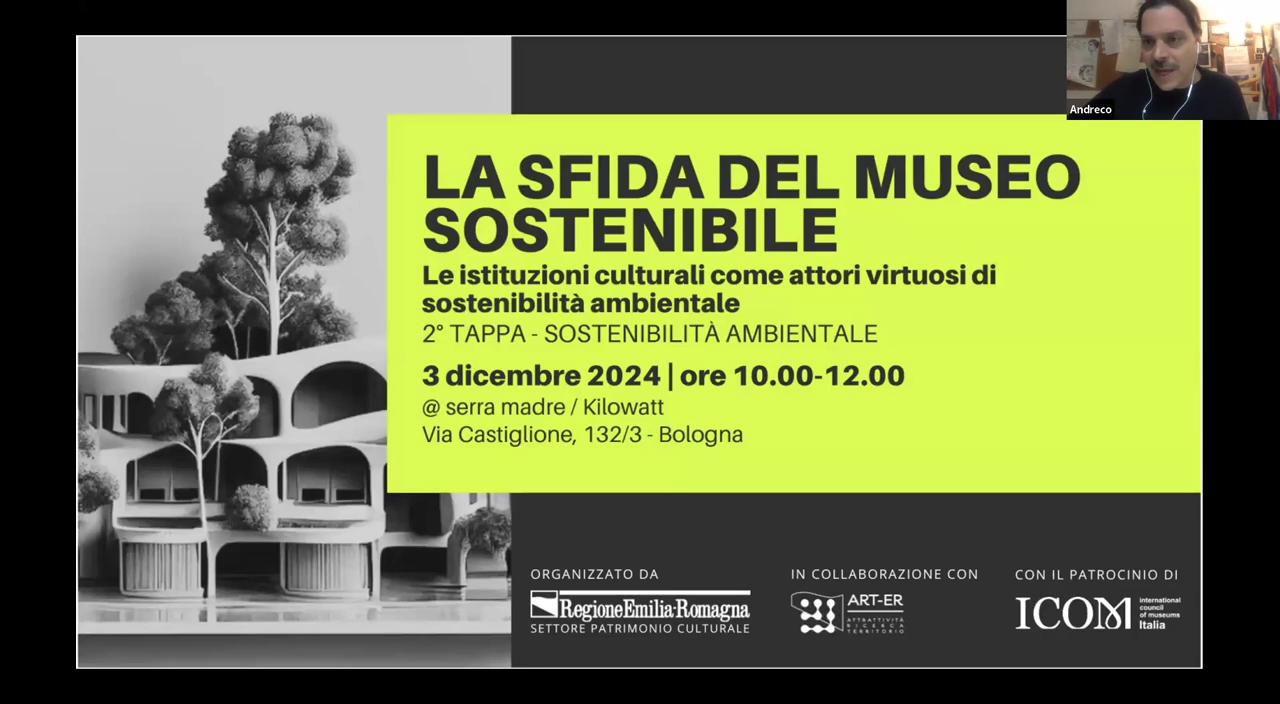 Andreco
LA SFIDA DEL MUSEO
SOSTENIBILE
Le istituzioni culturali come attori virtuosi di
sostenibilità ambientale
2° TAPPA - SOSTENIBILITÀ AMBIENTALE
3 dicembre 2024 | ore 10.00-12.00
@ serra madre / Kilowatt
Via Castiglione, 132/3 - Bologna
ORGANIZZATO DA
RegioneEmilia-Romagna
SETTORE PATRIMONIO CULTURALE
IN COLLABORAZIONE CON
ART-ER
ATTRATTIVITÀ
RICERCA
TERRITORIO
CON IL PATROCINIO DI
ICOM
international
council
of museums
Italia